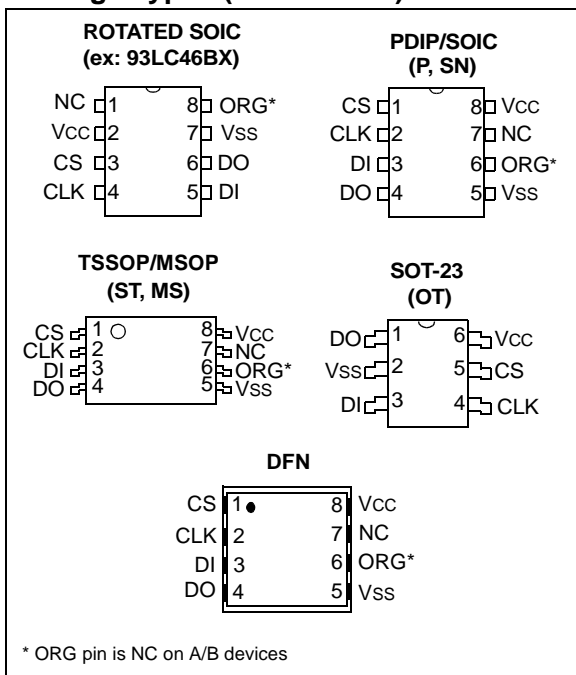 ROTATED SOIC
(ex: 93LC46BX)
NC 1 8 ORG*
VCC 2 7 VSS
CS 3 6 DO
CLK 4 5 DI
PDIP/SOIC
(P, SN)
CS 1 8 VCC
CLK 2 7 NC
DI 3 6 ORG*
DO 4 5 VSS
TSSOP/MSOP
(ST, MS)
CS 1 8 VCC
CLK 2 7 NC
DI 3 6 ORG*
DO 4 5 VSS
SOT-23
(OT)
DO 1 6 VCC
VSS 2 5 CS
DI 3 4 CLK
DFN
CS 1 8 VCC
CLK 2 7 NC
DI 3 6 ORG*
DO 4 5 VSS
* ORG pin is NC on A/B devices